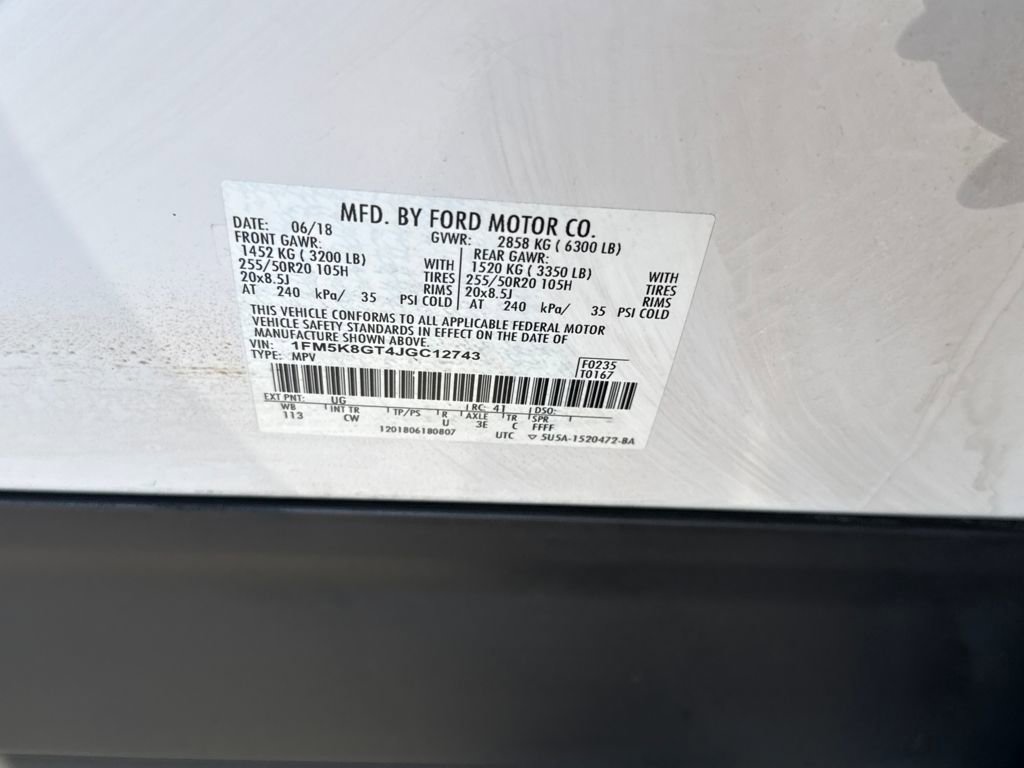 MFD. BY FORD MOTOR CO.
DATE: 06/18 GVWR: 2858 KG ( 6300 LB)
FRONT GAWR: REAR GAWR:
1452 KG ( 3200 LB) WITH 1520 KG ( 3350 LB) WITH
255/50R20 105H TIRES 255/50R20 105H TIRES
20x8.5J RIMS 20x8.5J RIMS
AT 240 kPa/ 35 PSI COLD AT 240 kPa/ 35 PSI COLD
THIS VEHICLE CONFORMS TO ALL APPLICABLE FEDERAL MOTOR
VEHICLE SAFETY STANDARDS IN EFFECT ON THE DATE OF
MANUFACTURE SHOWN ABOVE.
VIN: 1FM5K8GT4JGC12743 F0235
TYPE: MPV T0167
EXT PNT: UG RC: 41 DSO:
WB INT TR TP/PS R AXLE TR SPR
113 CW U 3E C FFFF
1201806180807 UTC ▽ 5U5A-1520472-BA